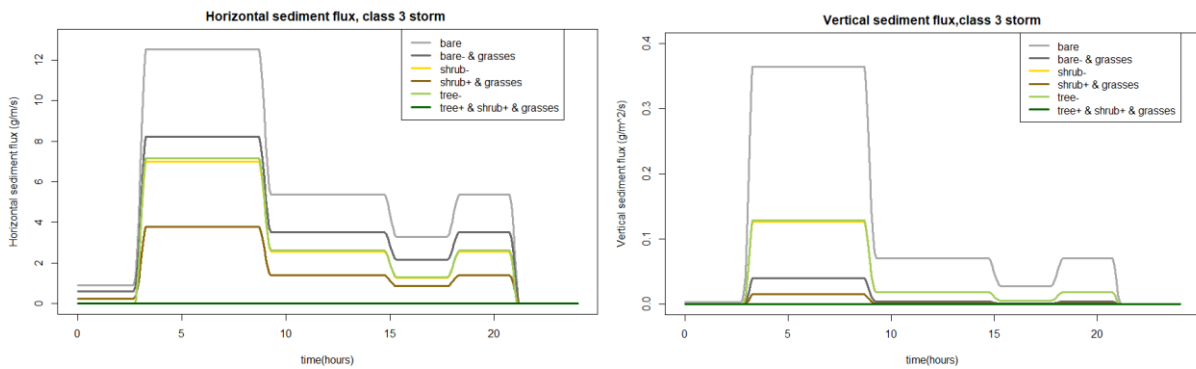 Horizontal sediment flux, class 3 storm
Horizontal sediment flux (g/m/s)
12
10
8
6
4
2
0
bare
bare- & grasses
shrub-
shrub+ & grasses
tree-
tree+ & shrub+ & grasses
0 5 10 15 20
time(hours)
Vertical sediment flux,class 3 storm
Vertical sediment flux (g/m^2/s)
0.4
0.3
0.2
0.1
0.0
bare
bare- & grasses
shrub-
shrub+ & grasses
tree-
tree+ & shrub+ & grasses
0 5 10 15 20
time(hours)